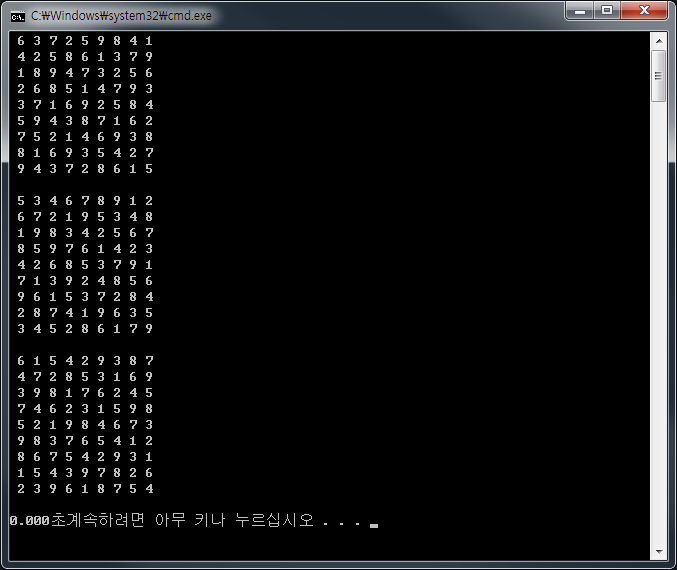 C:₩Windows₩system32₩cmd.exe
6 3 7 2 5 9 8 4 1
4 2 5 8 6 1 3 7 9
1 8 9 4 7 3 2 5 6
2 6 8 5 1 4 7 9 3
3 7 1 6 9 2 5 8 4
5 9 4 3 8 7 1 6 2
7 5 2 1 4 6 9 3 8
8 1 6 9 3 5 4 2 7
9 4 3 7 2 8 6 1 5
5 3 4 6 7 8 9 1 2
6 7 2 1 9 5 3 4 8
1 9 8 3 4 2 5 6 7
8 5 9 7 6 1 4 2 3
4 2 6 8 5 3 7 9 1
7 1 3 9 2 4 8 5 6
9 6 1 5 3 7 2 8 4
2 8 7 4 1 9 6 3 5
3 4 5 2 8 6 1 7 9
6 1 5 4 2 9 3 8 7
4 7 2 8 5 3 1 6 9
3 9 8 1 7 6 2 4 5
7 4 6 2 3 1 5 9 8
5 2 1 9 8 4 6 7 3
9 8 3 7 6 5 4 1 2
8 6 7 5 4 2 9 3 1
1 5 4 3 9 7 8 2 6
2 3 9 6 1 8 7 5 4
0.000초계속하려면 아무 키나 누르십시오 . . .